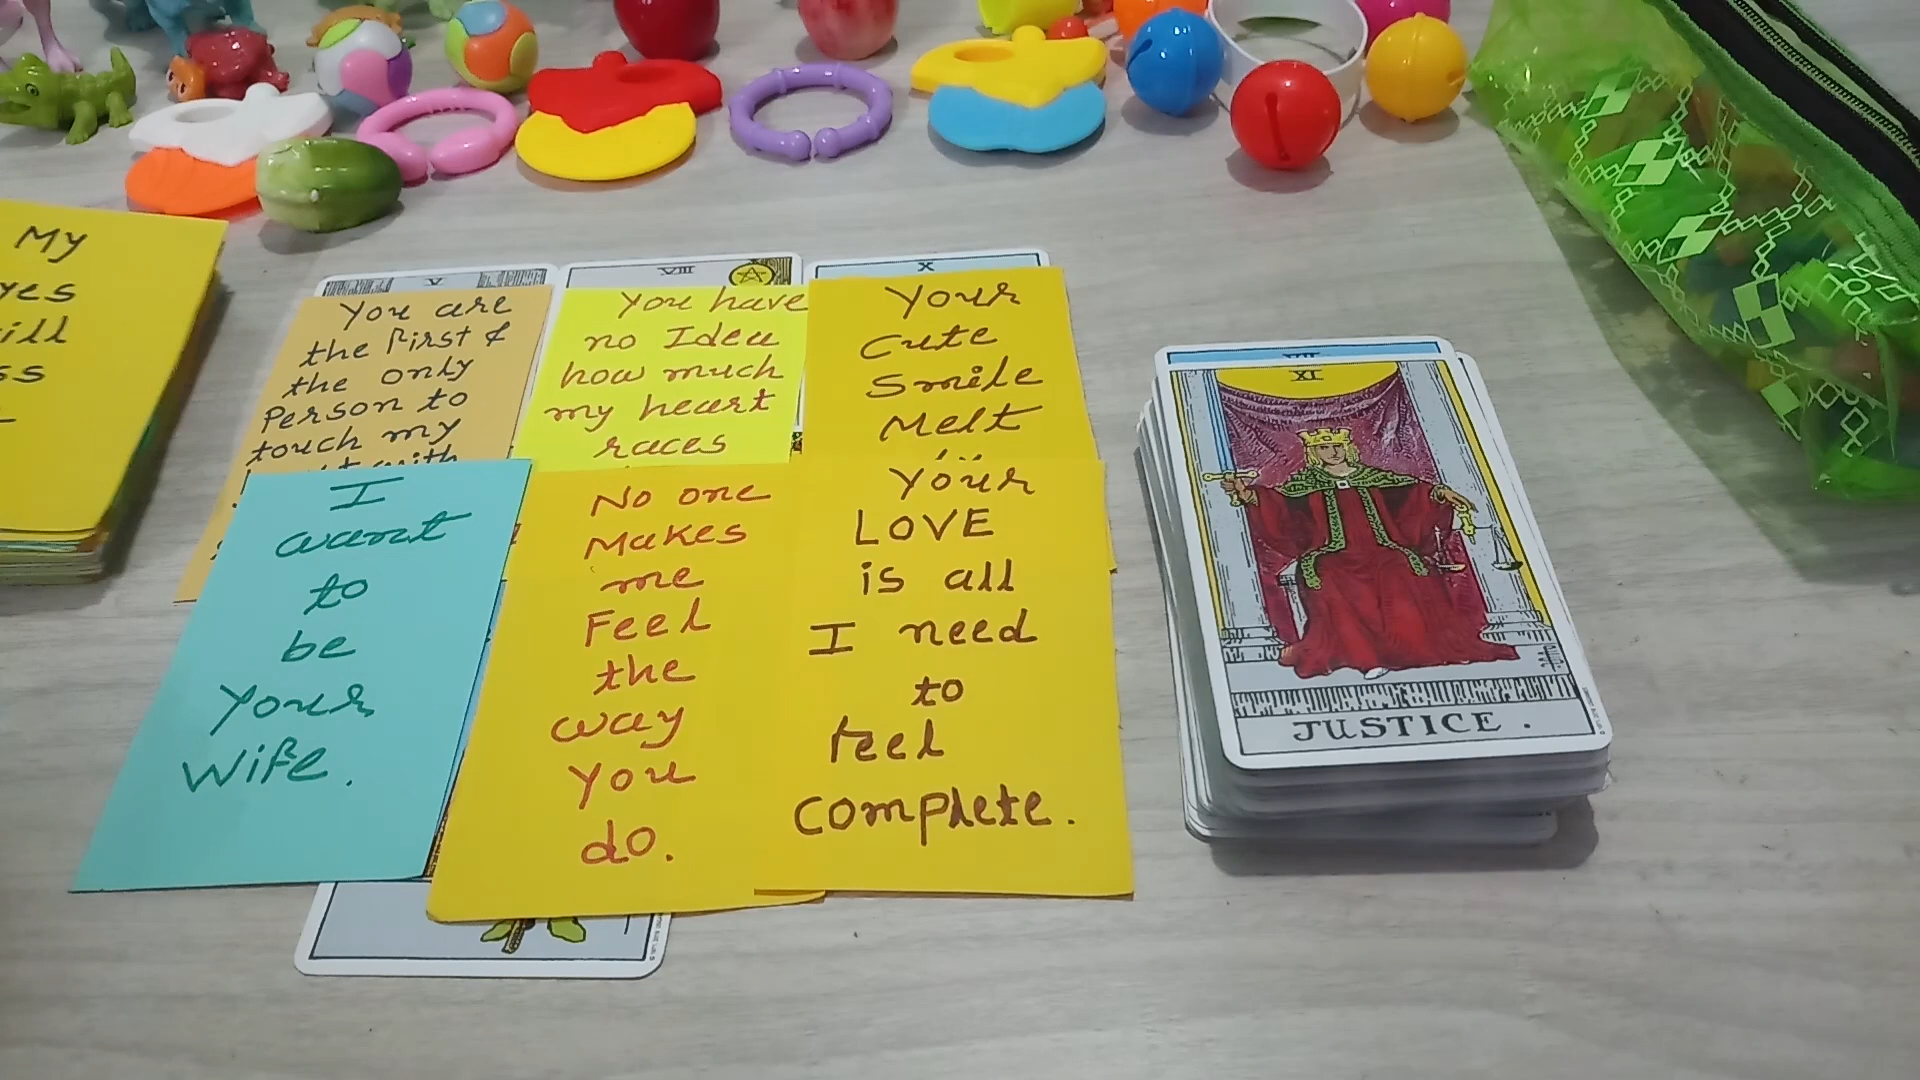 My
yes
ill
ss
V
You are
the first &
the only
Person to
touch my
with
VIII
You have
no Idea
how much
my heart
races
X
Your
cute
Smile
Melt
I
want
to
be
Your
Wife.
No one
Makes
me
Feel
the
way
You
do.
Your
LOVE
is all
I need
to
feel
complete.
XI
JUSTICE.